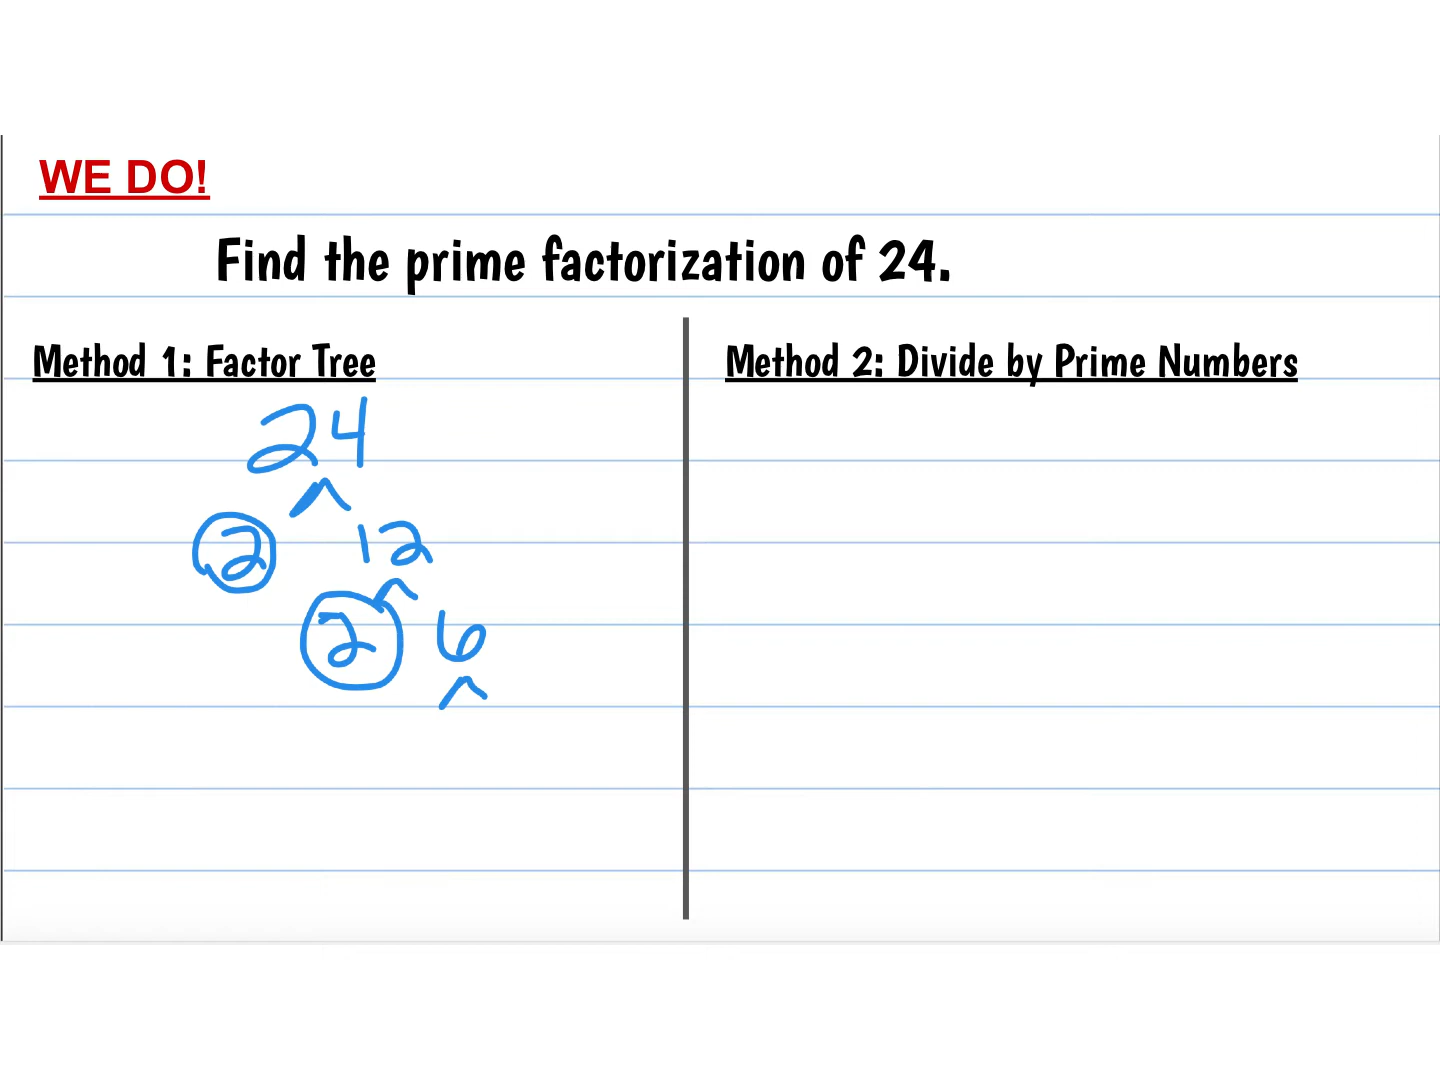 WE DO!
Find the prime factorization of 24.
Method 1: Factor Tree
24
2 12
2 6
Method 2: Divide by Prime Numbers